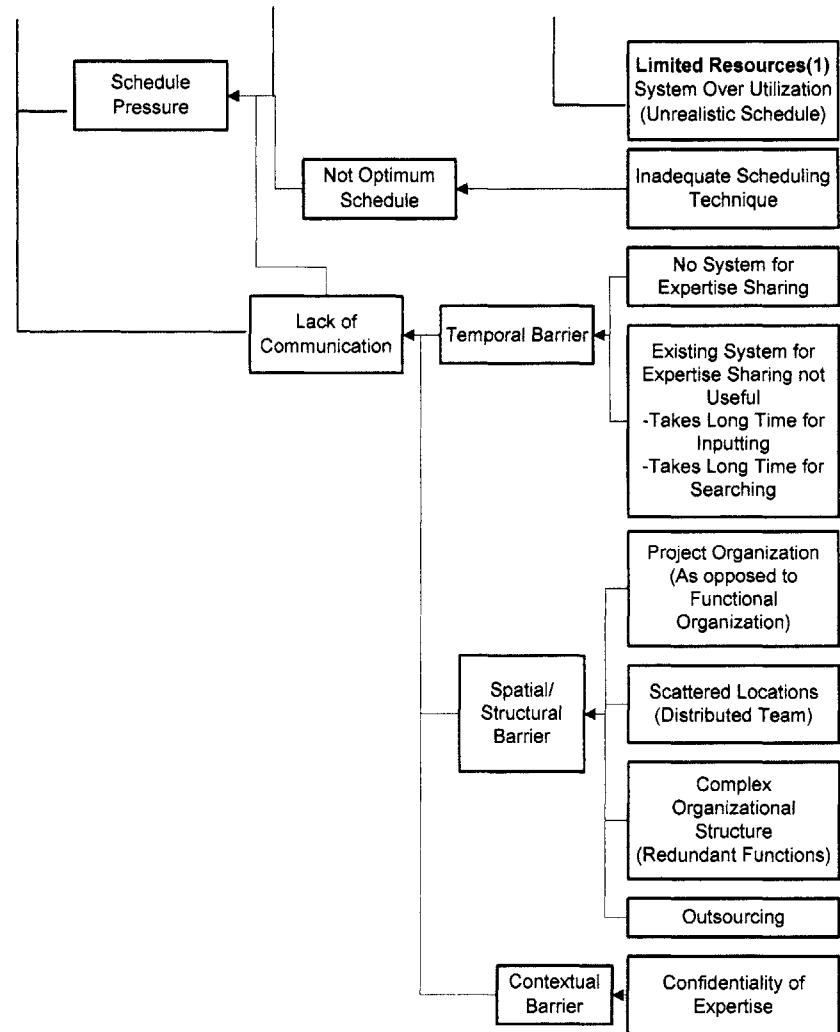 Schedule
Pressure
Limited Resources(1)
System Over Utilization
(Unrealistic Schedule)
Not Optimum
Schedule
Inadequate Scheduling
Technique
Lack of
Communication
Temporal Barrier
No System for
Expertise Sharing
Existing System for
Expertise Sharing not
Useful
-Takes Long Time for
Inputting
-Takes Long Time for
Searching
Spatial/
Structural
Barrier
Project Organization
(As opposed to
Functional
Organization)
Scattered Locations
(Distributed Team)
Complex
Organizational
Structure
(Redundant Functions)
Outsourcing
Contextual
Barrier
Confidentiality of
Expertise